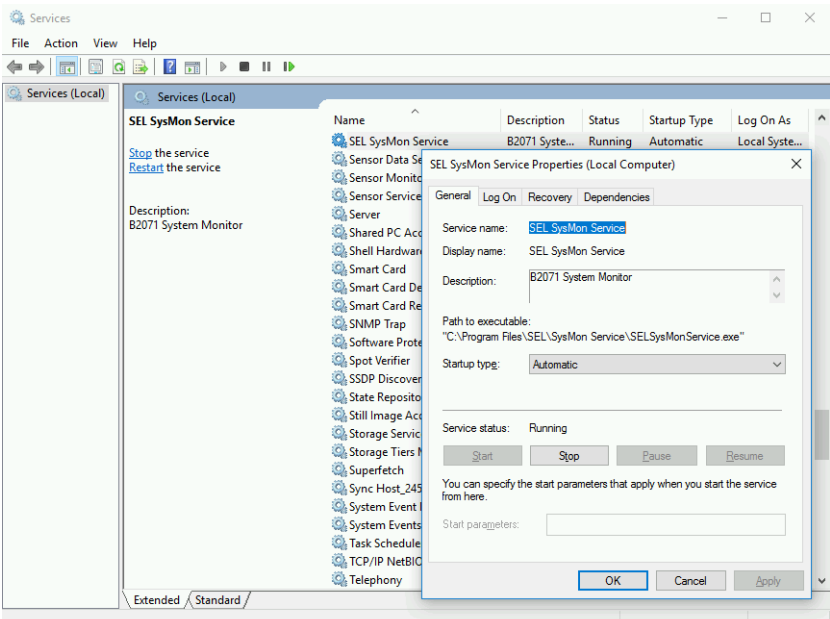 Services
File Action View Help
Services (Local)
Services (Local)
SEL SysMon Service
Stop the service
Restart the service
Description:
B2071 System Monitor
Name Description Status Startup Type Log On As
SEL SysMon Service B2071 Syste... Running Automatic Local Syste...
Sensor Data Se
Sensor Monito
Sensor Service
Server
Shared PC Acc
Shell Hardware
Smart Card
Smart Card De
Smart Card Re
SNMP Trap
Software Prote
Spot Verifier
SSDP Discover
State Reposito
Still Image Acc
Storage Servic
Storage Tiers M
Superfetch
Sync Host_245
System Event
System Events
Task Schedule
TCP/IP NetBIO
Telephony
SEL SysMon Service Properties (Local Computer)
General Log On Recovery Dependencies
Service name: SEL SysMon Service
Display name: SEL SysMon Service
Description: B2071 System Monitor
Path to executable:
"C:\Program Files\SEL\SysMon Service\SELSysMonService.exe"
Startup type: Automatic
Service status: Running
Start Stop Pause Resume
You can specify the start parameters that apply when you start the service
from here.
Start parameters:
OK Cancel Apply
Extended Standard